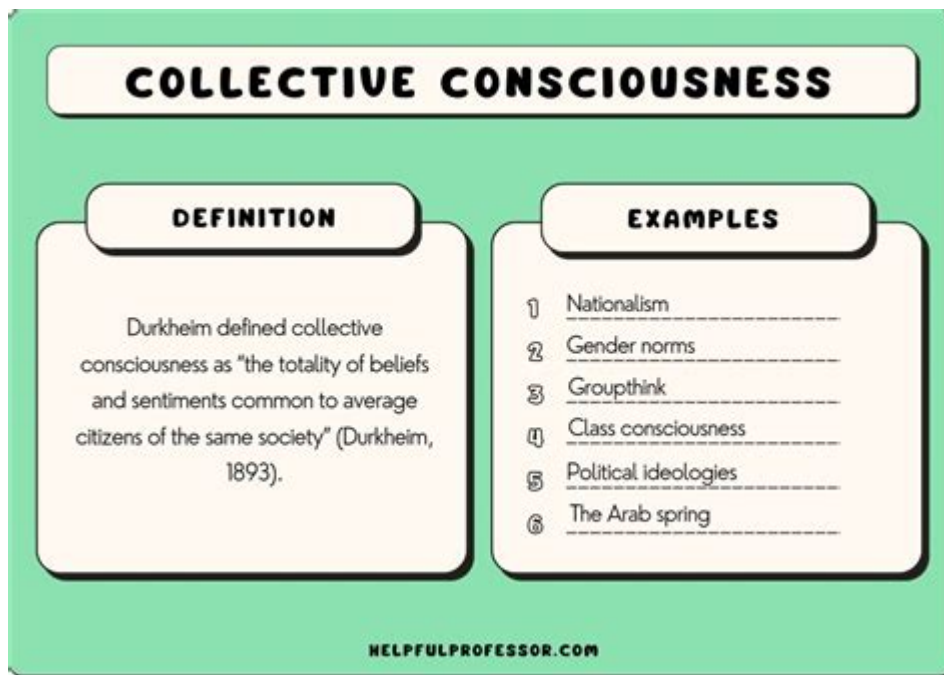 COLLECTIVE CONSCIOUSNESS
DEFINITION
Durkheim defined collective
consciousness as "the totality of beliefs
and sentiments common to average
citizens of the same society" (Durkheim,
1893).
EXAMPLES
1 Nationalism
2 Gender norms
3 Groupthink
4 Class consciousness
5 Political ideologies
6 The Arab spring
HELPFULPROFESSOR.COM